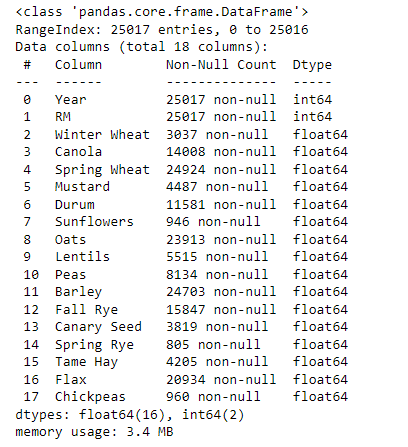 <class 'pandas.core.frame.DataFrame'>
RangeIndex: 25017 entries, 0 to 25016
Data columns (total 18 columns):
 #   Column        Non-Null Count  Dtype
---  ------        --------------  -----
 0   Year          25017 non-null  int64
 1   RM            25017 non-null  int64
 2   Winter Wheat  3037 non-null   float64
 3   Canola        14008 non-null  float64
 4   Spring Wheat  24924 non-null  float64
 5   Mustard       4487 non-null   float64
 6   Durum         11581 non-null  float64
 7   Sunflowers    946 non-null    float64
 8   Oats          23913 non-null  float64
 9   Lentils       5515 non-null   float64
 10  Peas          8134 non-null   float64
 11  Barley        24703 non-null  float64
 12  Fall Rye      15847 non-null  float64
 13  Canary Seed   3819 non-null   float64
 14  Spring Rye    805 non-null    float64
 15  Tame Hay      4205 non-null   float64
 16  Flax          20934 non-null  float64
 17  Chickpeas     960 non-null    float64
dtypes: float64(16), int64(2)
memory usage: 3.4 MB